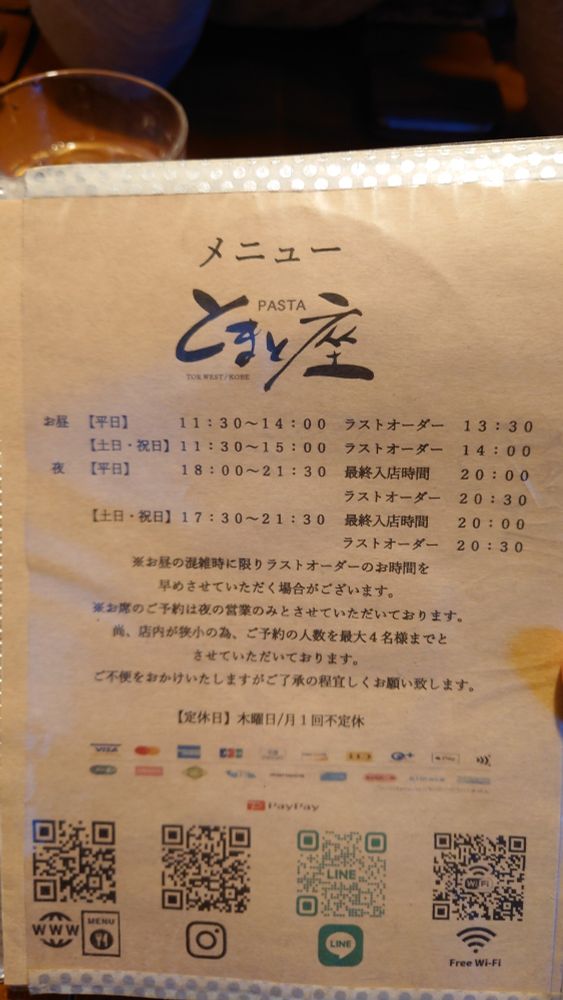 メニュー
PASTA
とまと座
TOR WEST/KOBE
お昼 【平日】 11:30～14:00 ラストオーダー 13:30
【土日・祝日】 11:30～15:00 ラストオーダー 14:00
夜 【平日】 18:00～21:30 最終入店時間 20:00
ラストオーダー 20:30
【土日・祝日】 17:30～21:30 最終入店時間 20:00
ラストオーダー 20:30
※お昼の混雑時に限りラストオーダーのお時間を
早めさせていただく場合がございます。
※お席のご予約は夜の営業のみとさせていただいております。
尚、店内が狭小の為、ご予約の人数を最大４名様までと
させていただいております。
ご不便をおかけいたしますがご了承の程宜しくお願い致します。
【定休日】木曜日/月１回不定休
VISA JCB
PayPay
LINE Wi Fi
WWW MENU LINE
Free Wi-Fi